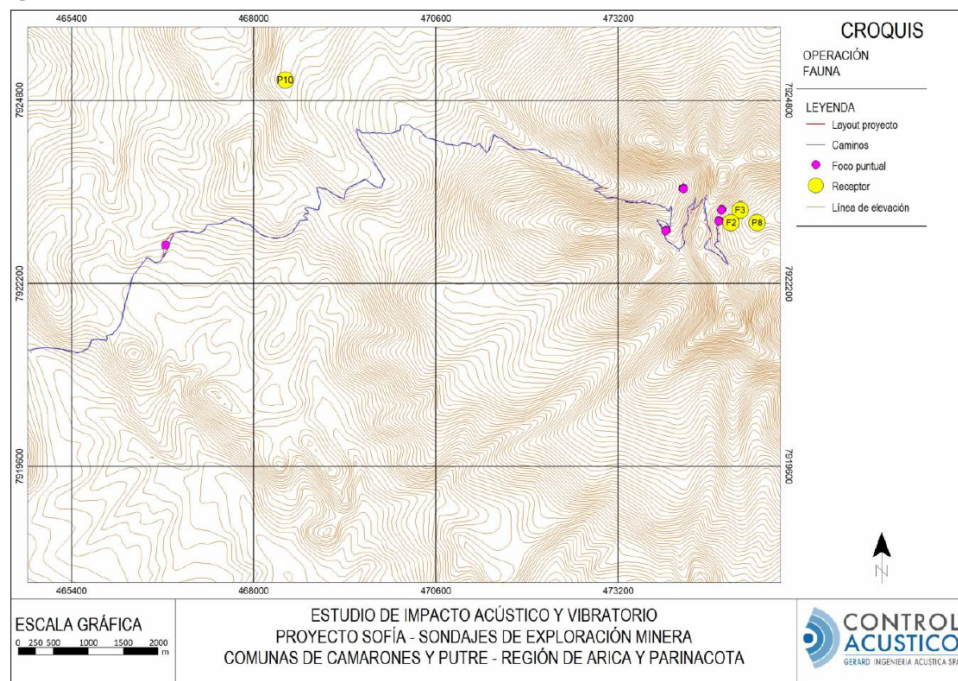 465400 468000 470600 473200
CROQUIS
OPERACIÓN
FAUNA
LEYENDA
Layout proyecto
Caminos
Foco puntual
Receptor
Línea de elevación
P10
7924800 7924800
F3
F2 P8
7922200 7922200
7919600 7919600
465400 468000 470600 473200
N
ESCALA GRÁFICA
0 250 500 1000 1500 2000
m
ESTUDIO DE IMPACTO ACÚSTICO Y VIBRATORIO
PROYECTO SOFÍA - SONDAJES DE EXPLORACIÓN MINERA
COMUNAS DE CAMARONES Y PUTRE - REGIÓN DE ARICA Y PARINACOTA
CONTROL
ACUSTICO
GERARD INGENIERIA ACUSTICA SPA